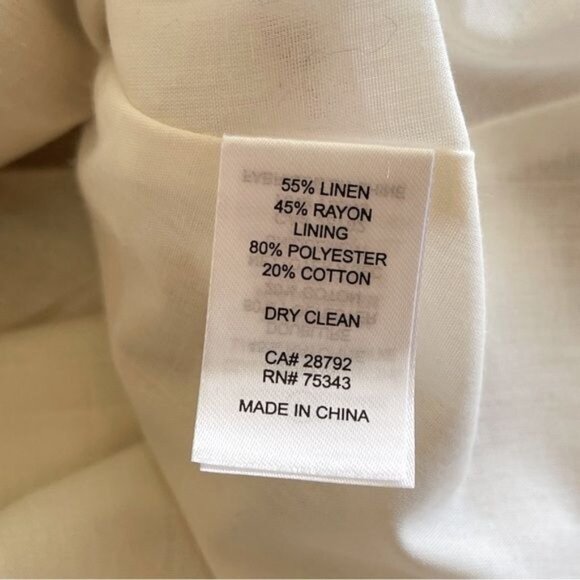 55% LINEN
45% RAYON
LINING
80% POLYESTER
20% COTTON
DRY CLEAN
CA# 28792
RN# 75343
MADE IN CHINA